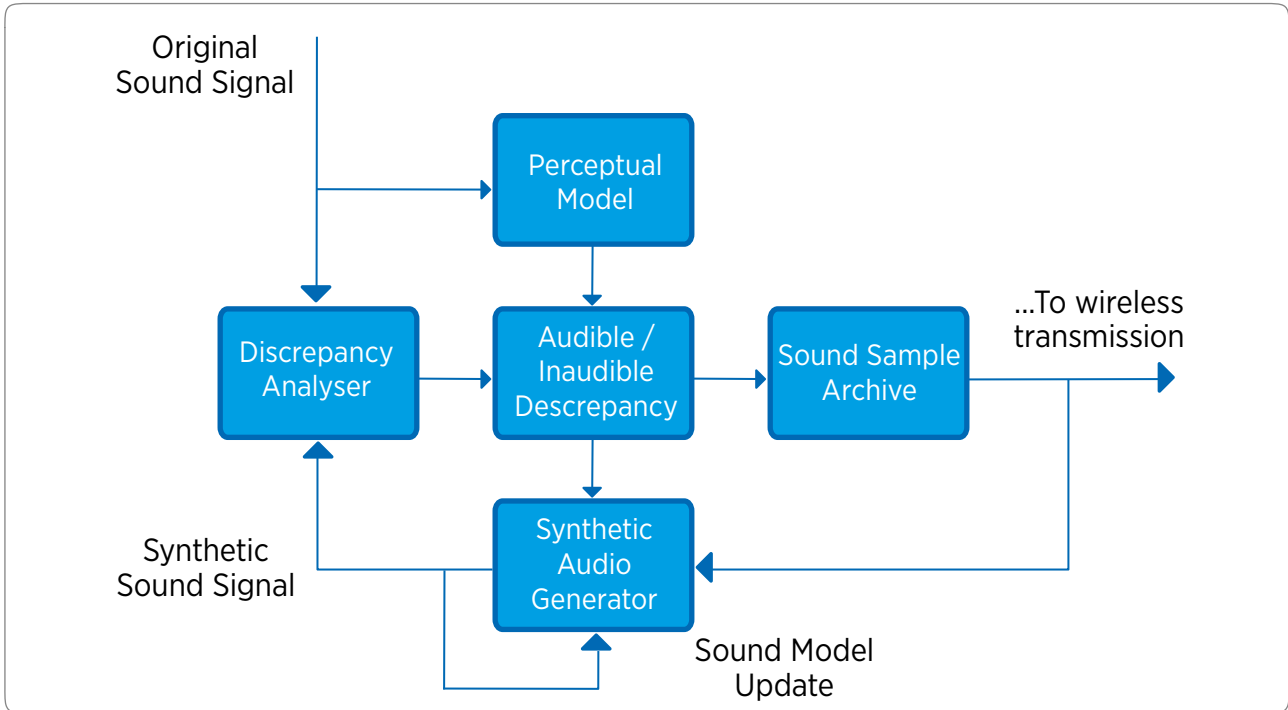 Original
Sound Signal
Perceptual
Model
Discrepancy
Analyser
Audible /
Inaudible
Descrepancy
Sound Sample
Archive
...To wireless
transmission
Synthetic
Sound Signal
Synthetic
Audio
Generator
Sound Model
Update